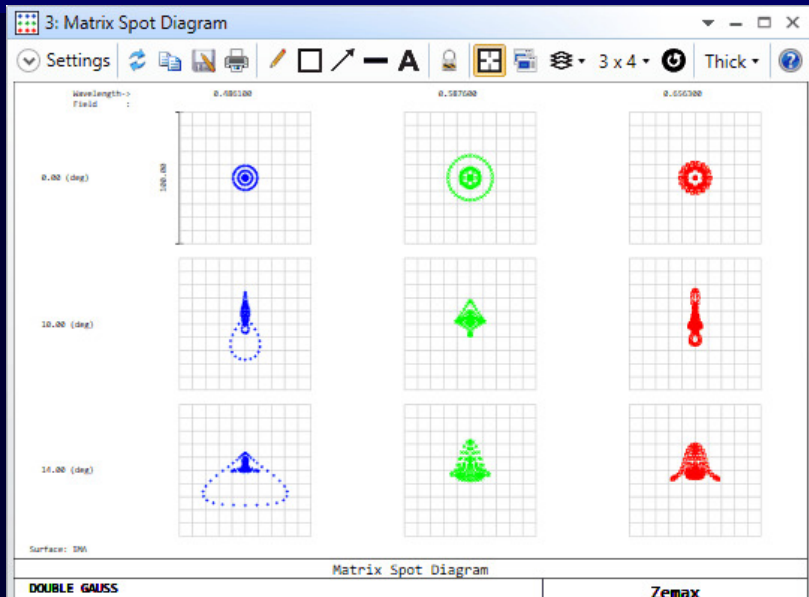 3: Matrix Spot Diagram
Settings A 3 x 4 Thick ?
Wavelength-> 0.486100 0.587600 0.656300
Field :
0.00 (deg)
100.00
10.00 (deg)
14.00 (deg)
Surface: IMA
Matrix Spot Diagram
DOUBLE GAUSS
Zemax